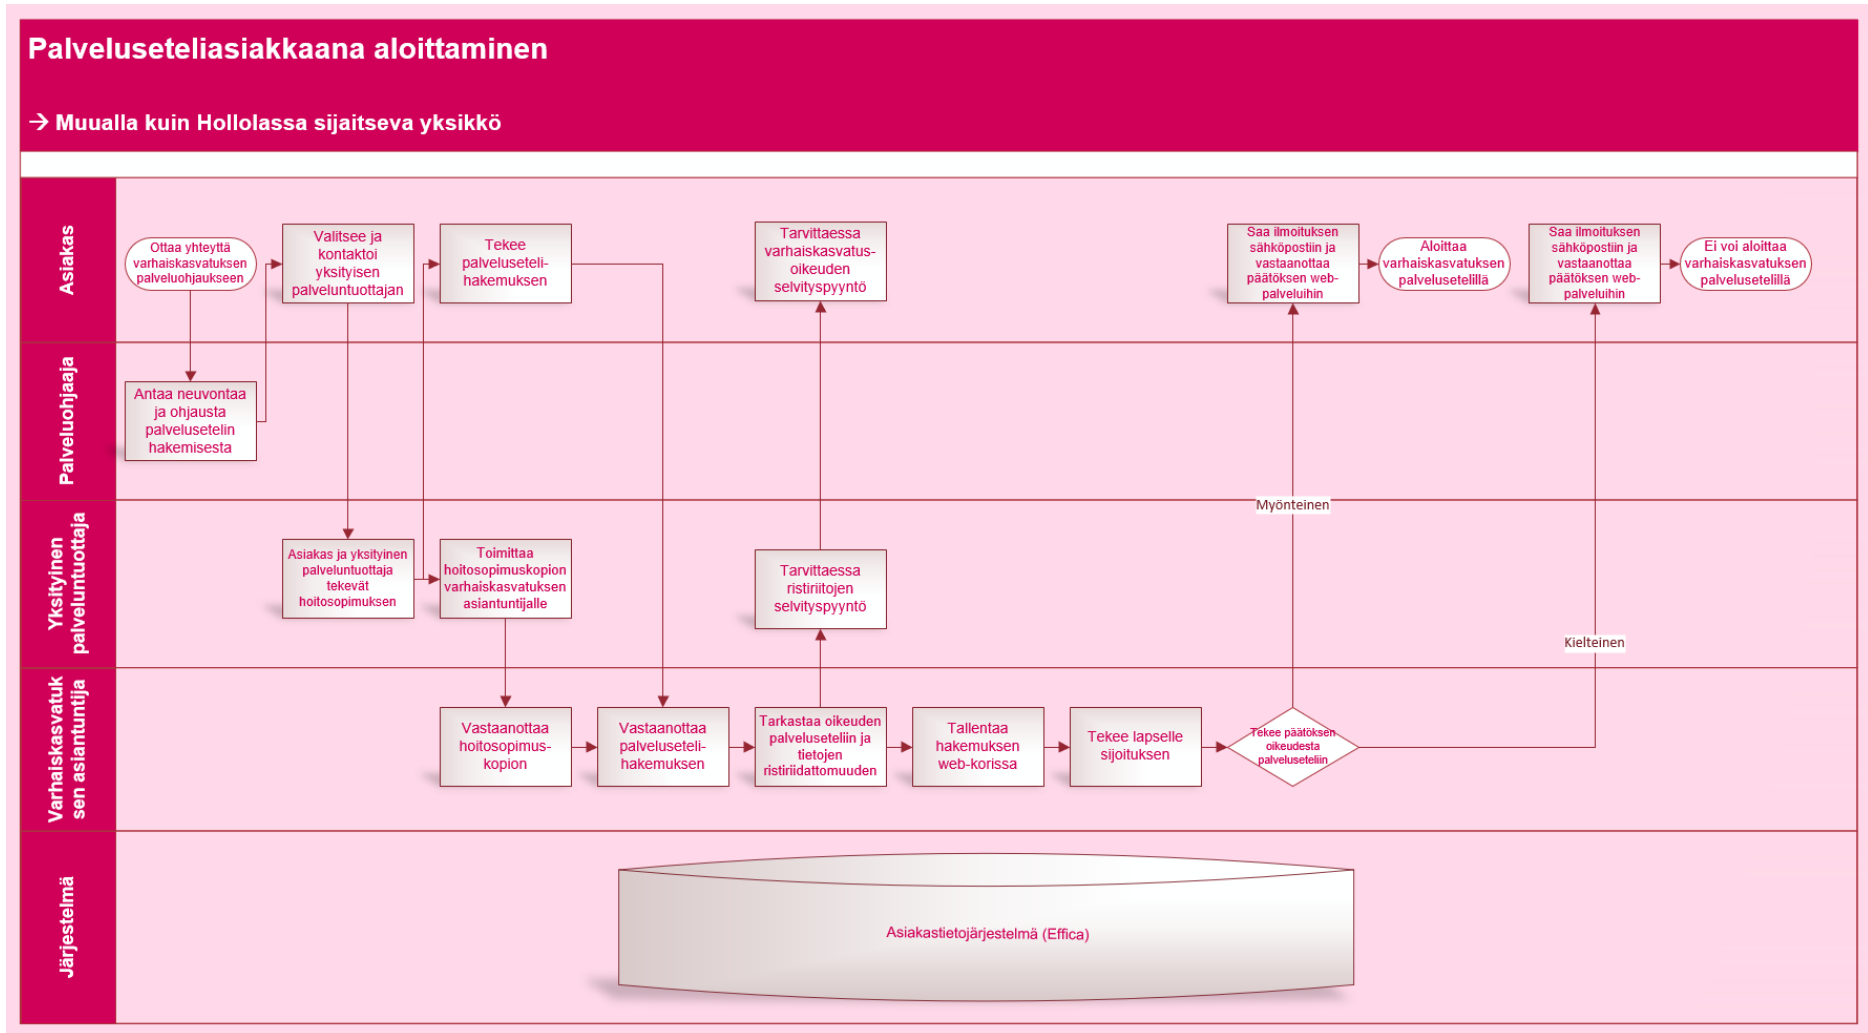 Palveluseteliasiakkaana aloittaminen
→ Muualla kuin Hollolassa sijaitseva yksikkö
Asiakas
Ottaa yhteyttä
varhaiskasvatuksen
palveluohjaukseen
Valitsee ja
kontaktoi
yksityisen
palveluntuottajan
Tekee
palveluseteli-
hakemuksen
Tarvittaessa
varhaiskasvatus-
oikeuden
selvityspyyntö
Saa ilmoituksen
sähköpostiin ja
vastaanottaa
päätöksen web-
palveluihin
Aloittaa
varhaiskasvatuksen
palvelusetelillä
Saa ilmoituksen
sähköpostiin ja
vastaanottaa
päätöksen web-
palveluihin
Ei voi aloittaa
varhaiskasvatuksen
palvelusetelillä
Palveluohjaaja
Antaa neuvontaa
ja ohjausta
palvelusetelin
hakemisesta
Myönteinen
Yksityinen
palveluntuottaja
Asiakas ja yksityinen
palveluntuottaja
tekevät
hoitosopimuksen
Toimittaa
hoitosopimuskopion
varhaiskasvatuksen
asiantuntijalle
Tarvittaessa
ristiriitojen
selvityspyyntö
Kielteinen
Varhaiskasvatuk
sen asiantuntija
Vastaanottaa
hoitosopimus-
kopion
Vastaanottaa
palveluseteli-
hakemuksen
Tarkastaa oikeuden
palveluseteliin ja
tietojen
ristiriidattomuuden
Tallentaa
hakemuksen
web-korissa
Tekee lapselle
sijoituksen
Tekee päätöksen
oikeudesta
palveluseteliin
Järjestelmä
Asiakastietojärjestelmä (Effica)